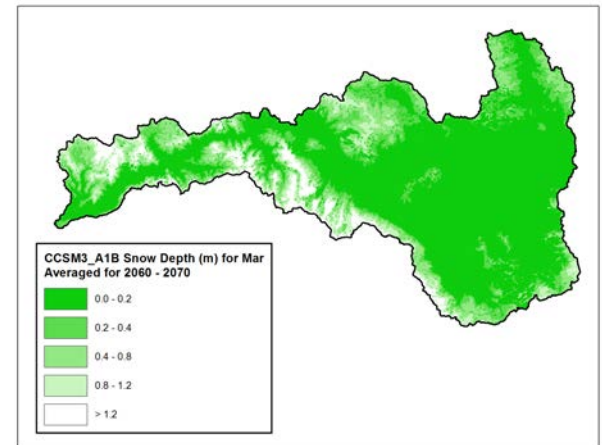 CCSM3_A1B Snow Depth (m) for Mar
Averaged for 2060 - 2070
0.0 - 0.2
0.2 - 0.4
0.4 - 0.8
0.8 - 1.2
> 1.2